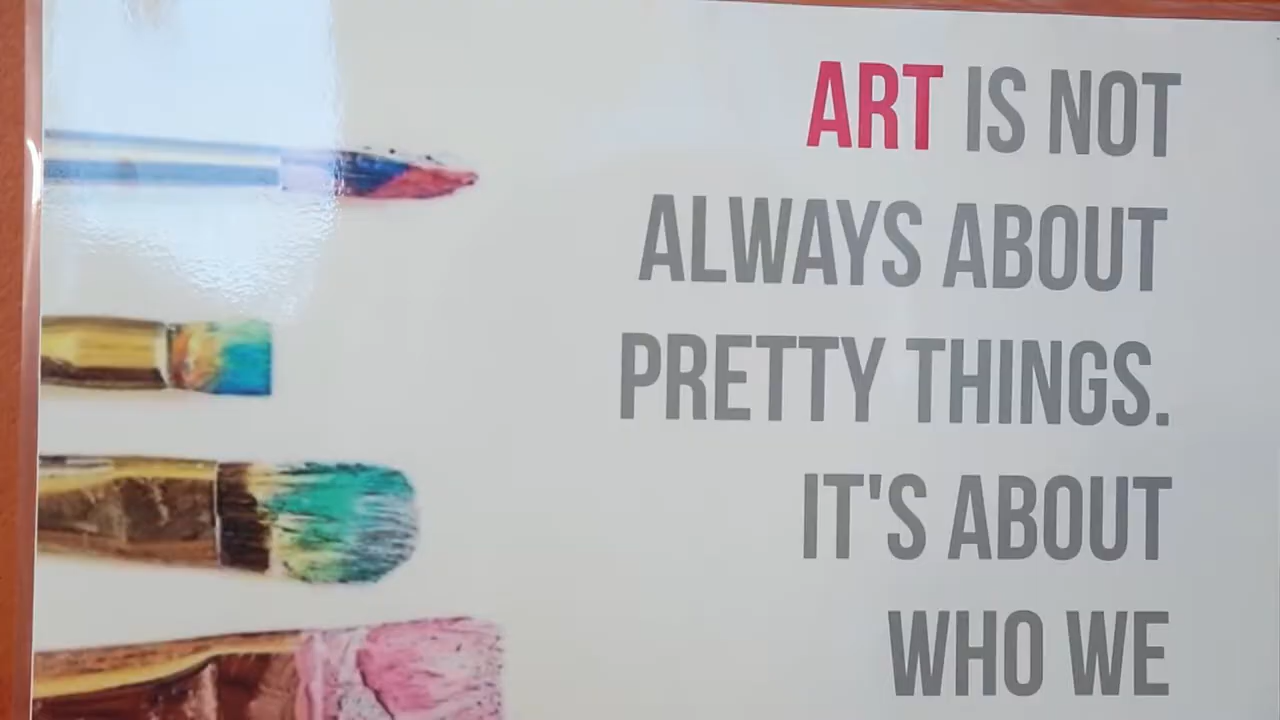 ART IS NOT
ALWAYS ABOUT
PRETTY THINGS.
IT'S ABOUT
WHO WE